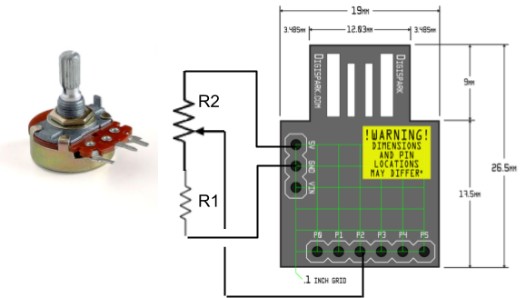 19mm
3.485mm
12.03mm
3.485mm
DIGISPARK.COM
DIGISPARK
9mm
R2
!WARNING!
DIMENSIONS
AND PIN
LOCATIONS
MAY DIFFER*
5V
GND
VIN
26.5mm
17.5mm
R1
P0
P1
P2
P3
P4
P5
.1 INCH GRID